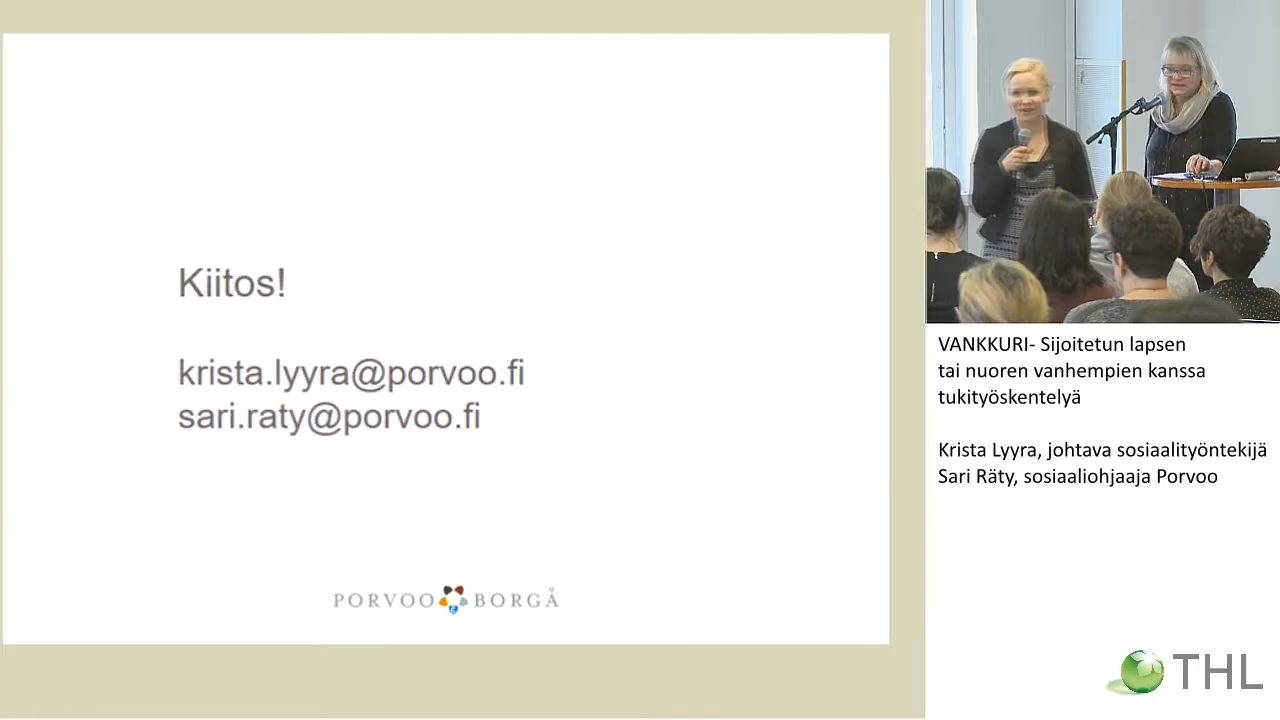 Kiitos!
krista.lyyra@porvoo.fi
sari.raty@porvoo.fi
PORVOO BORGÅ
VANKKURI- Sijoitetun lapsen
tai nuoren vanhempien kanssa
tukityöskentelyä
Krista Lyyra, johtava sosiaalityöntekijä
Sari Räty, sosiaaliohjaaja Porvoo
THL